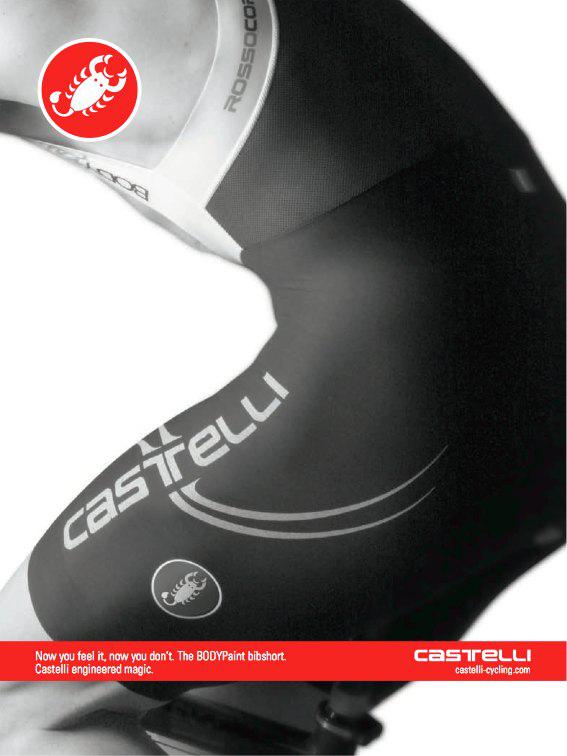 ROSSOCOR
BODY
castelli
Now you feel it, now you don't. The BODYPaint bibshort.
Castelli engineered magic.
castelli
castelli-cycling.com